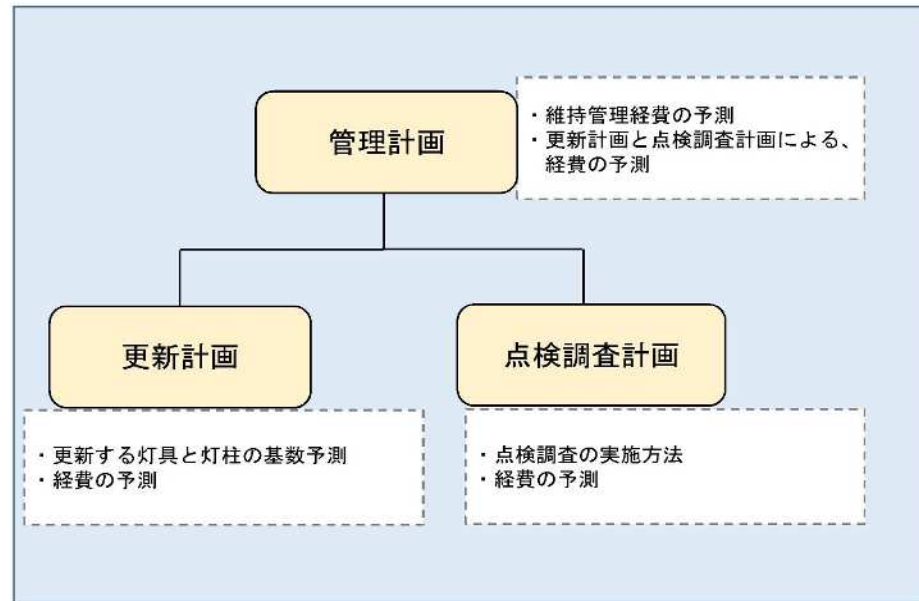 管理計画
・維持管理経費の予測
・更新計画と点検調査計画による、
経費の予測
更新計画
・更新する灯具と灯柱の基数予測
・経費の予測
点検調査計画
・点検調査の実施方法
・経費の予測